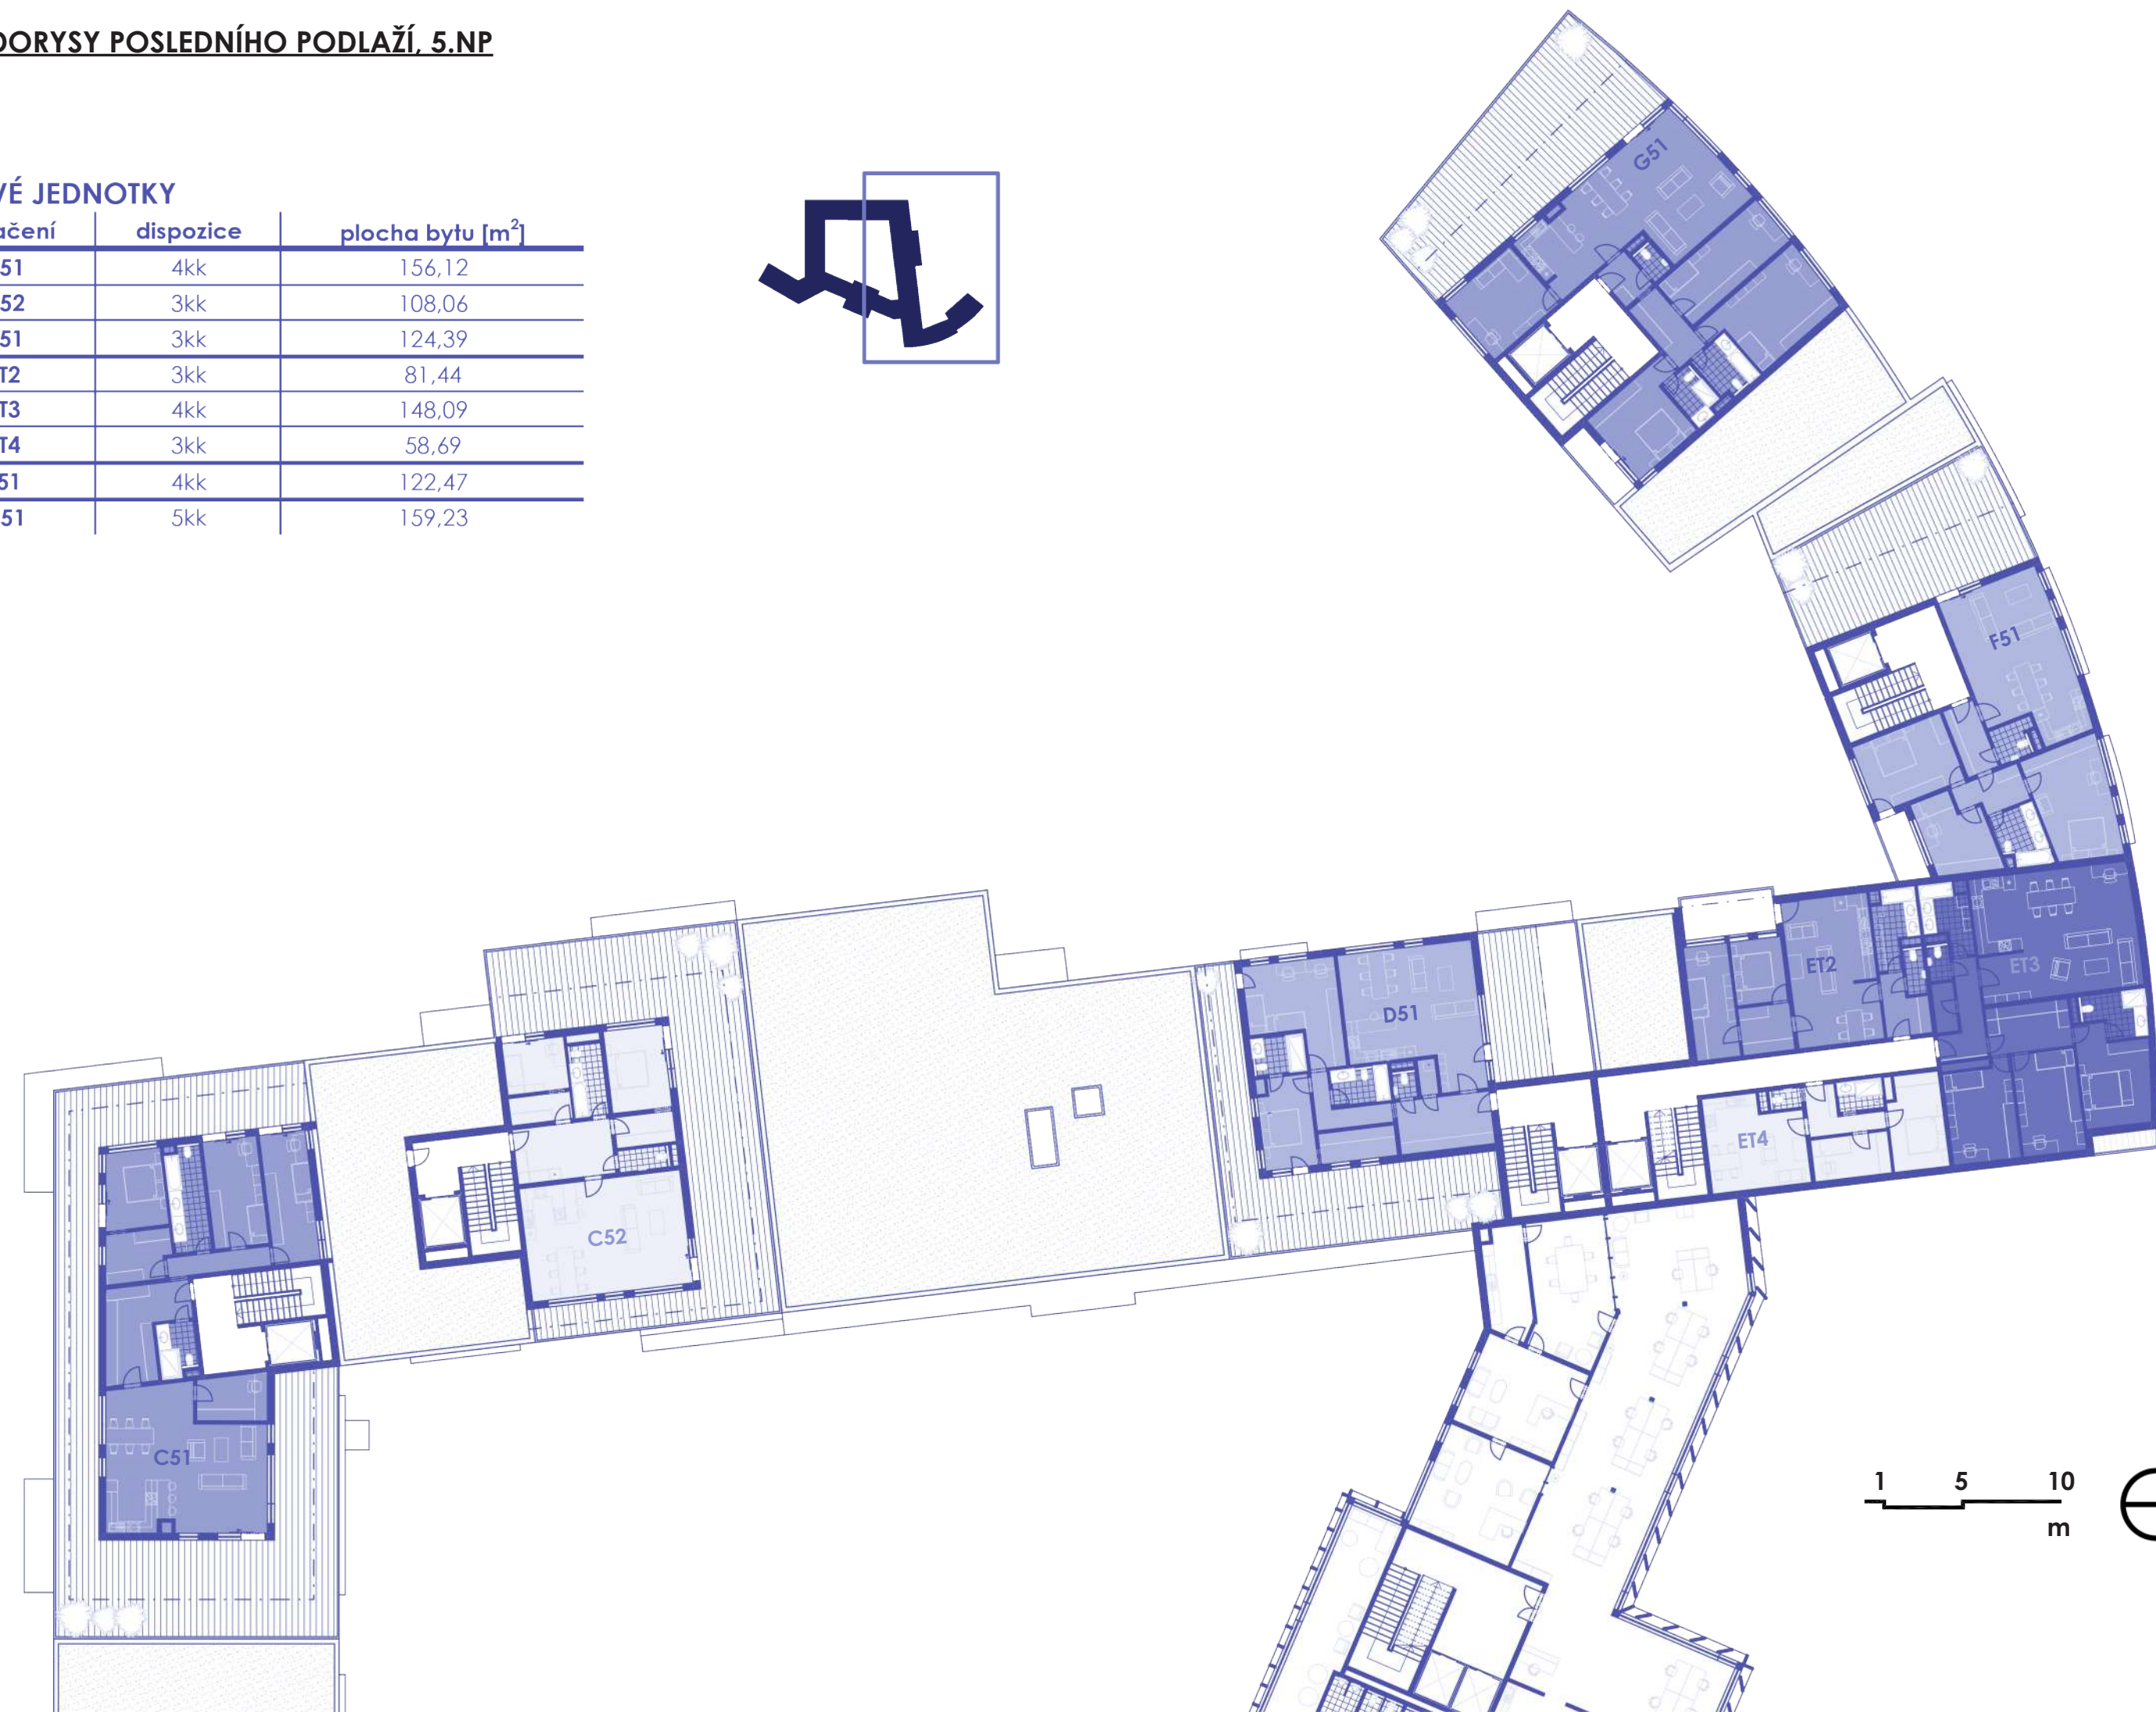 DORYSY POSLEDNÍHO PODLAŽÍ, 5.NP
VÉ JEDNOTKY
ačení dispozice plocha bytu [m²]
51 4kk 156,12
52 3kk 108,06
51 3kk 124,39
T2 3kk 81,44
T3 4kk 148,09
T4 3kk 58,69
51 4kk 122,47
51 5kk 159,23
G51
F51
ET2
ET3
D51
ET4
C52
C51
1 5 10
m